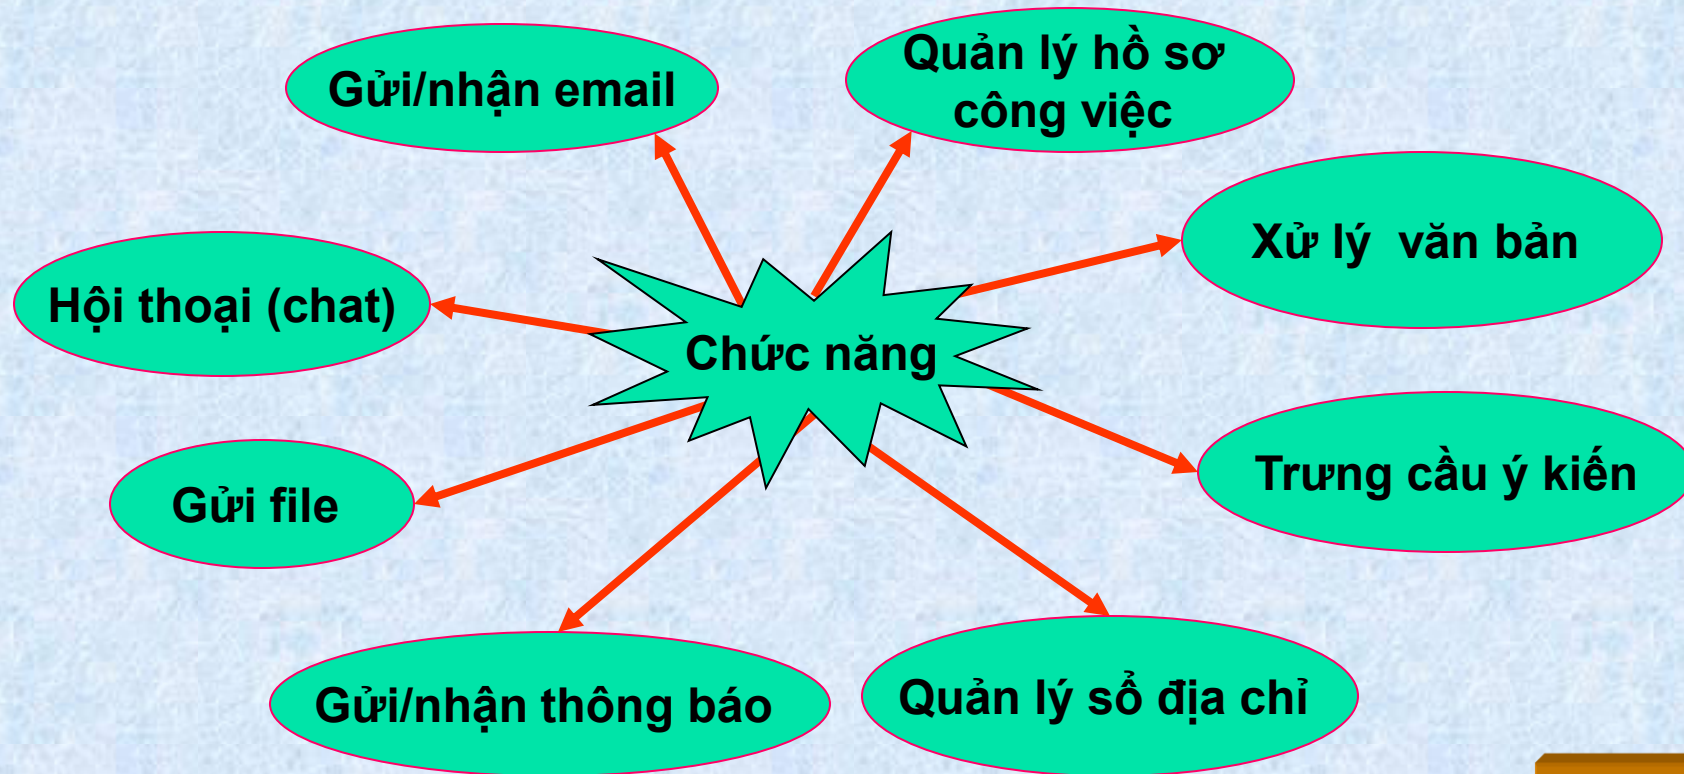 Gửi/nhận email
Quản lý hồ sơ
công việc
Xử lý văn bản
Hội thoại (chat)
Chức năng
Trưng cầu ý kiến
Gửi file
Gửi/nhận thông báo
Quản lý sổ địa chỉ